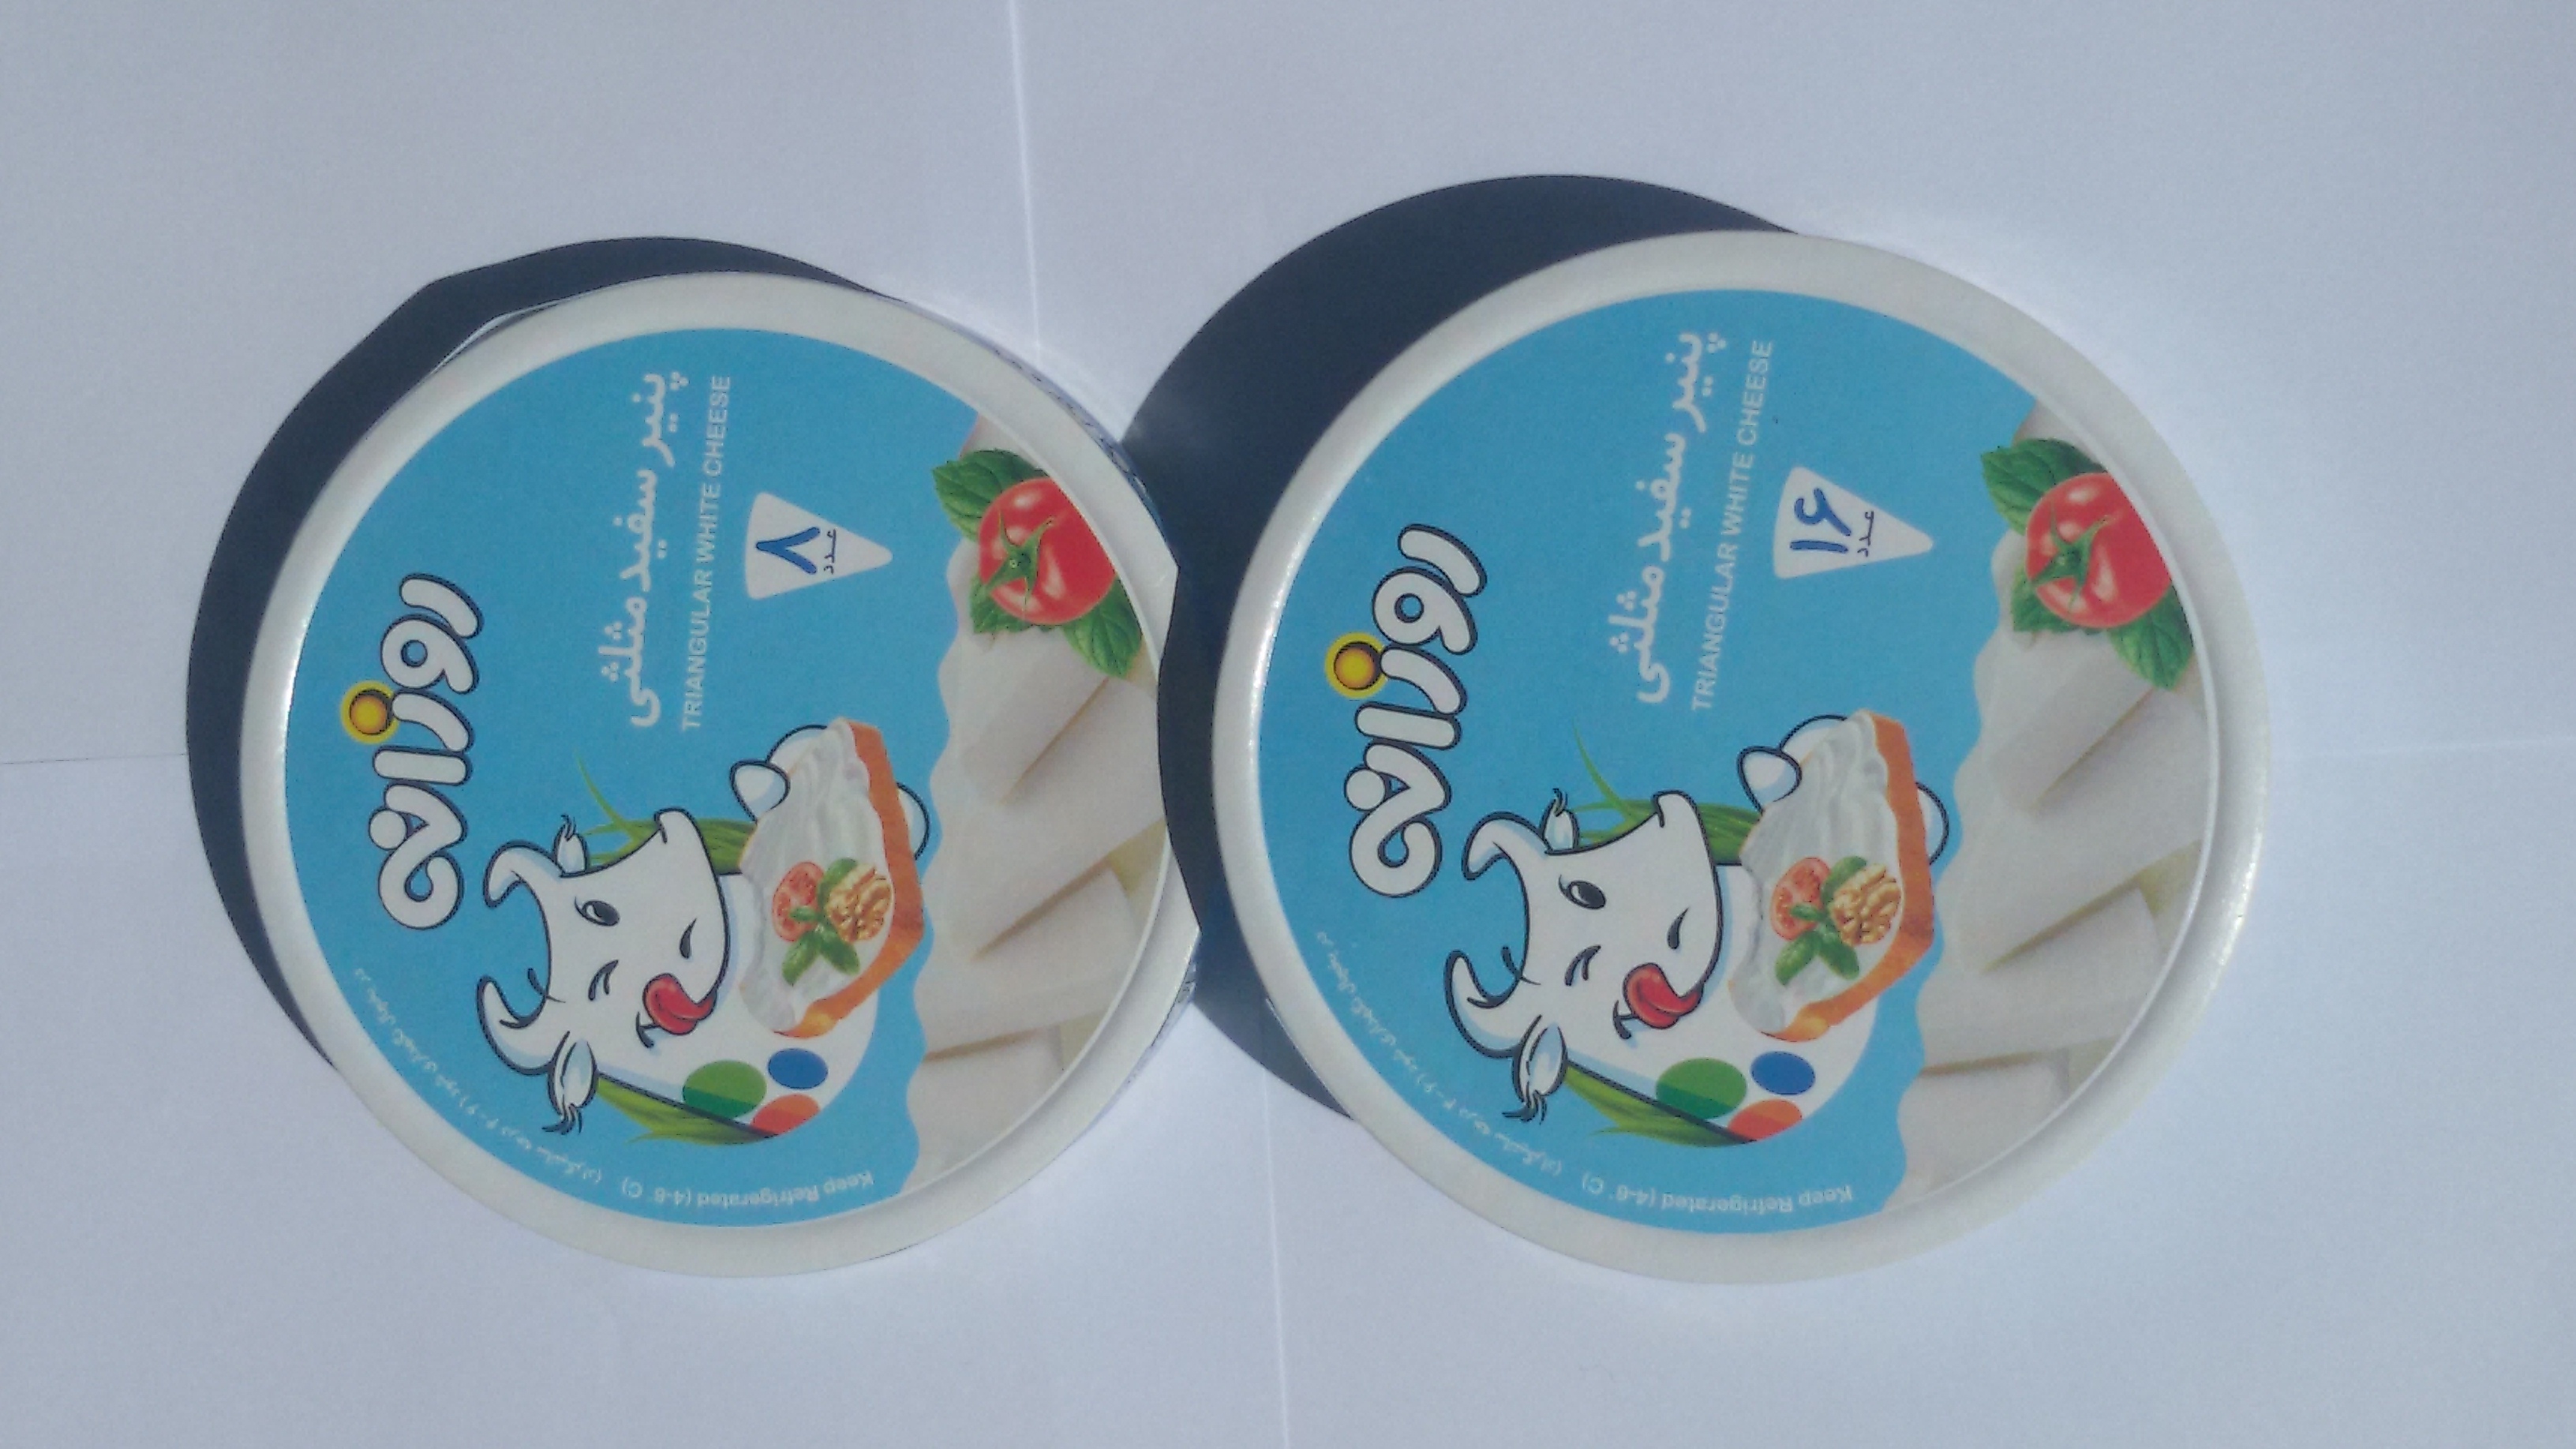 روزانه
در یخچال نگهداری شود (۶-۴ درجه سانتیگراد)
Keep Refrigerated (4-6° C)
پنیر سفید مثلثی
TRIANGULAR WHITE CHEESE
۸
عدد
روزانه
در یخچال نگهداری شود (۶-۴ درجه سانتیگراد)
Keep Refrigerated (4-6° C)
پنیر سفید مثلثی
TRIANGULAR WHITE CHEESE
۱۶
عدد